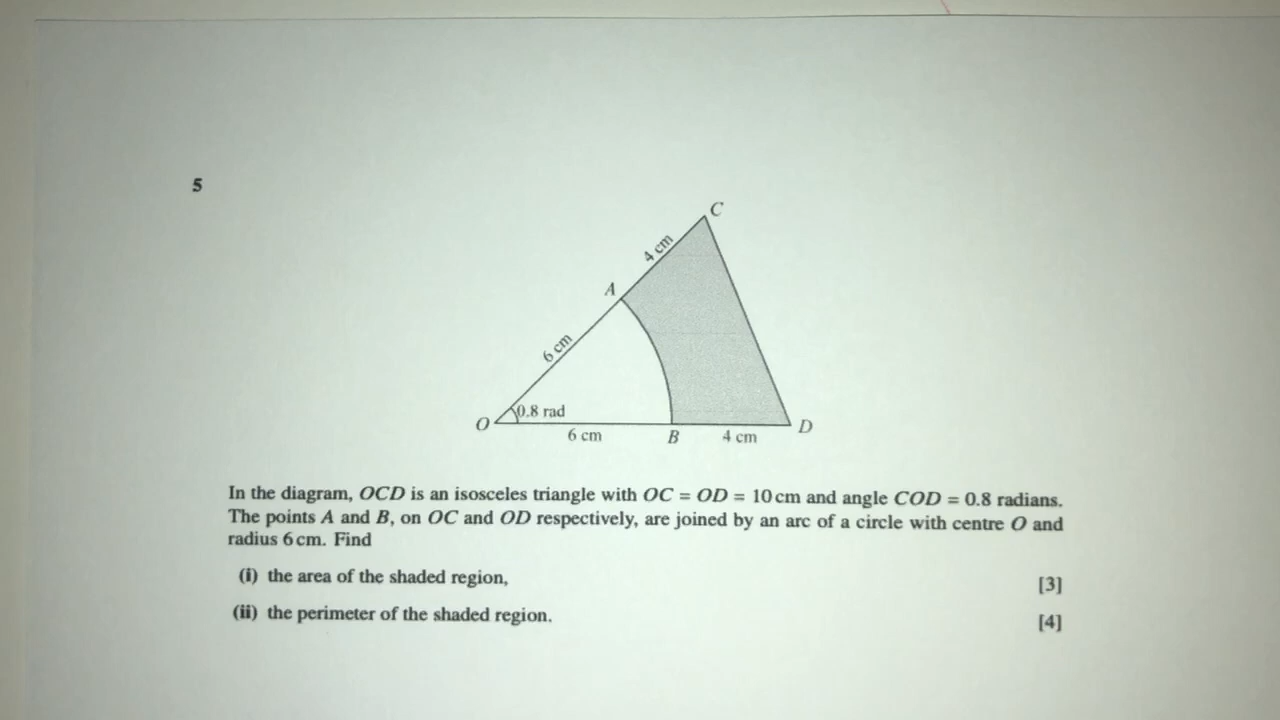 5
C
4 cm
A
6 cm
0.8 rad
O
6 cm
B
4 cm
D
In the diagram, OCD is an isosceles triangle with OC = OD = 10 cm and angle COD = 0.8 radians.
The points A and B, on OC and OD respectively, are joined by an arc of a circle with centre O and
radius 6 cm. Find
(i) the area of the shaded region, [3]
(ii) the perimeter of the shaded region. [4]